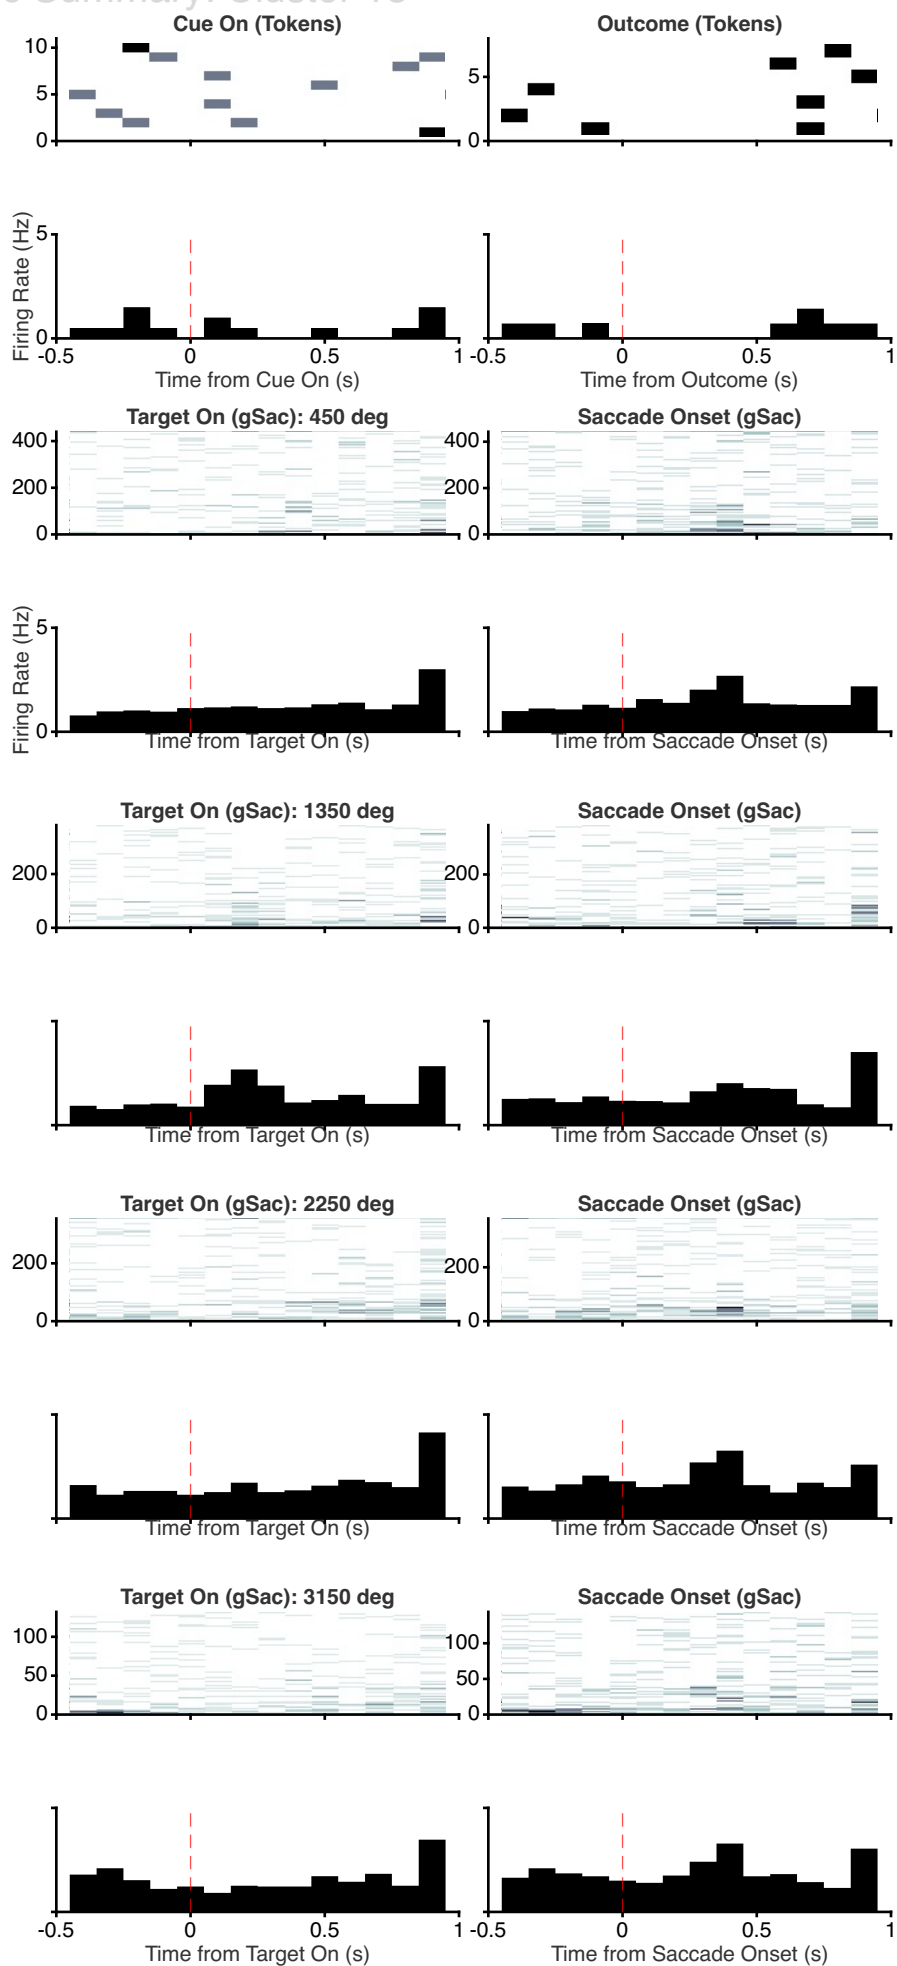 Summary: Cluster
Cue On (Tokens)
Outcome (Tokens)
10
5
0
5
0
-0.5
0
0.5
1
-0.5
0
0.5
1
5
0
Firing Rate (Hz)
Time from Cue On (s)
Time from Outcome (s)
Target On (gSac): 450 deg
Saccade Onset (gSac)
400
200
0
400
200
0
5
0
Firing Rate (Hz)
Time from Target On (s)
Time from Saccade Onset (s)
Target On (gSac): 1350 deg
Saccade Onset (gSac)
200
0
200
0
Time from Target On (s)
Time from Saccade Onset (s)
Target On (gSac): 2250 deg
Saccade Onset (gSac)
200
0
200
0
Time from Target On (s)
Time from Saccade Onset (s)
Target On (gSac): 3150 deg
Saccade Onset (gSac)
100
50
0
100
50
0
-0.5
0
0.5
1
-0.5
0
0.5
1
Time from Target On (s)
Time from Saccade Onset (s)